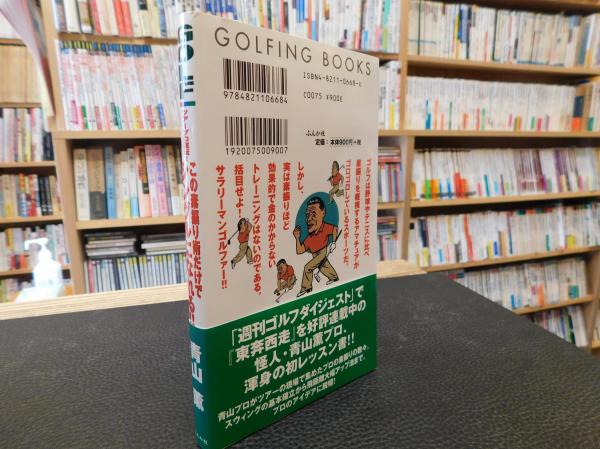 GOLFING BOOKS
ISBN4-8211-0668-6
C0075 ¥900E
9784821106684
1920075009007
ぶんか社
定価:本体900円+税
ゴルフは野球やテニスに比べ
素振りを軽視するアマチュアが
ゴロゴロしているスポーツだ。
しかし、
実は素振りほど
効果的で金のかからない
トレーニングはないのである。
括目せよ!
サラリーマンゴルファー!!
「週刊ゴルフダイジェスト」で
『東奔西走』を好評連載中の
怪人・青山薫プロ、
渾身の初レッスン書!!
青山プロがツアーの現場で集めたプロの素振りの数々。
スウィングの基本確立から飛距離大幅アップ法まで、
プロのアイデアに脱帽!
この素振り術だけで
青山 薫